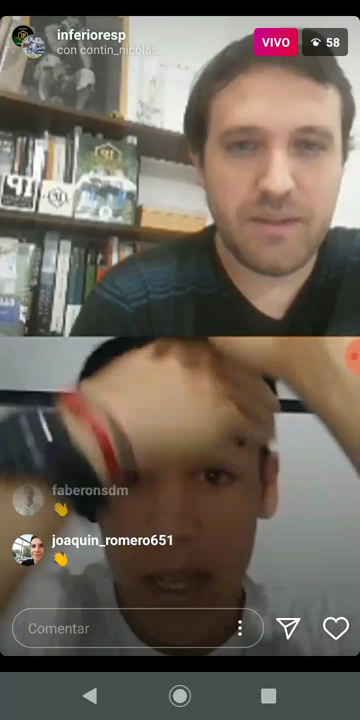 inferioresp
con contin_nicolas
VIVO
58
faberonsdm
👏
joaquin_romero651
👏
Comentar